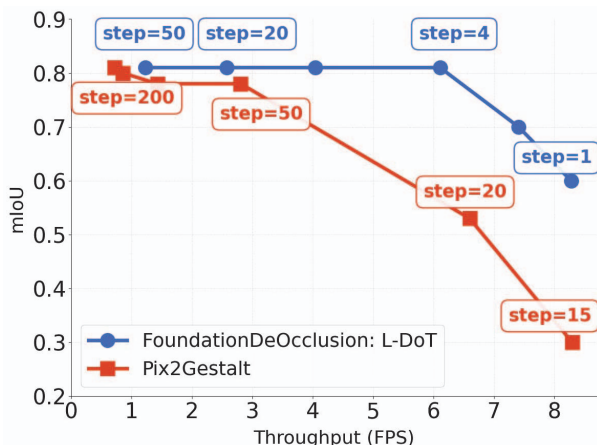 0.9
step=50
step=20
step=4
0.8
step=200
step=50
0.7
step=1
0.6
step=20
0.5
0.4
step=15
0.3
FoundationDeOcclusion: L-DoT
Pix2Gestalt
0.2
mIoU
0 1 2 3 4 5 6 7 8
Throughput (FPS)